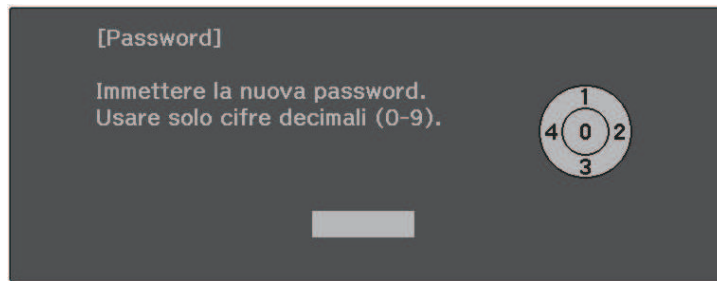 [Password]
Immettere la nuova password.
Usare solo cifre decimali (0-9).
1
4 0 2
3